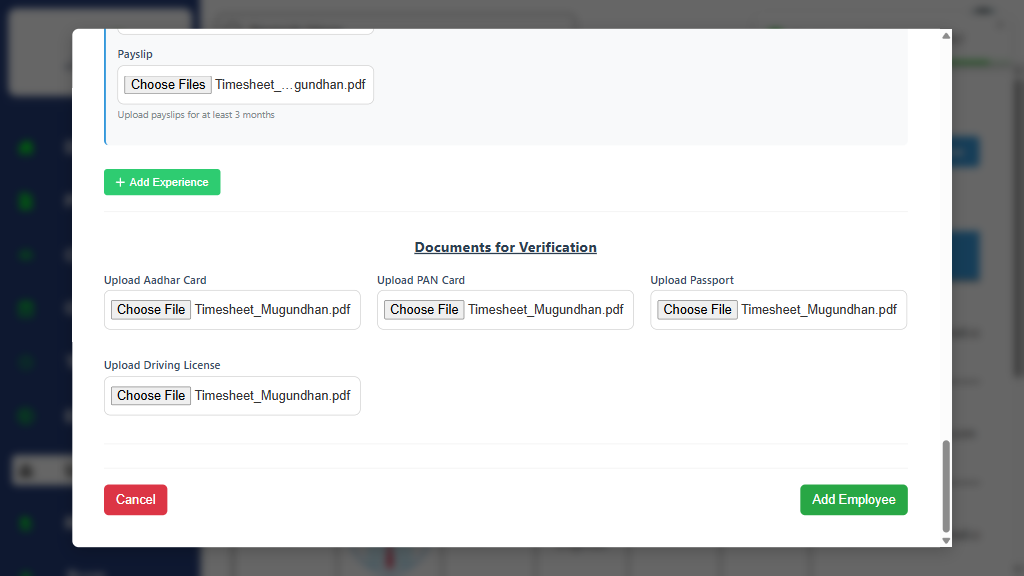 Payslip
Choose Files Timesheet_...gundhan.pdf
Upload payslips for at least 3 months
+ Add Experience
Documents for Verification
Upload Aadhar Card Upload PAN Card Upload Passport
Choose File Timesheet_Mugundhan.pdf Choose File Timesheet_Mugundhan.pdf Choose File Timesheet_Mugundhan.pdf
Upload Driving License
Choose File Timesheet_Mugundhan.pdf
Cancel Add Employee